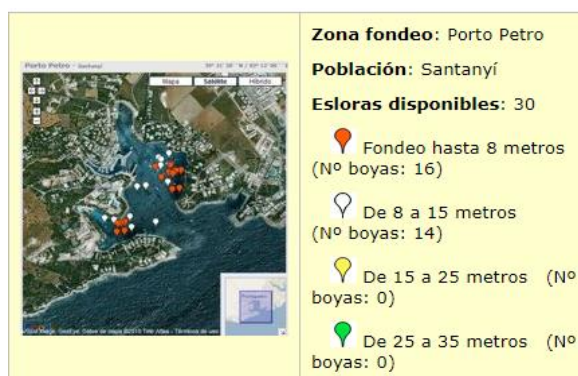 Porto Petro - Santanyí
Mapa Satélite Híbrido
Zona fondeo: Porto Petro
Población: Santanyí
Esloras disponibles: 30
Fondeo hasta 8 metros
(Nº boyas: 16)
De 8 a 15 metros
(Nº boyas: 14)
De 15 a 25 metros (Nº
boyas: 0)
De 25 a 35 metros (Nº
boyas: 0)